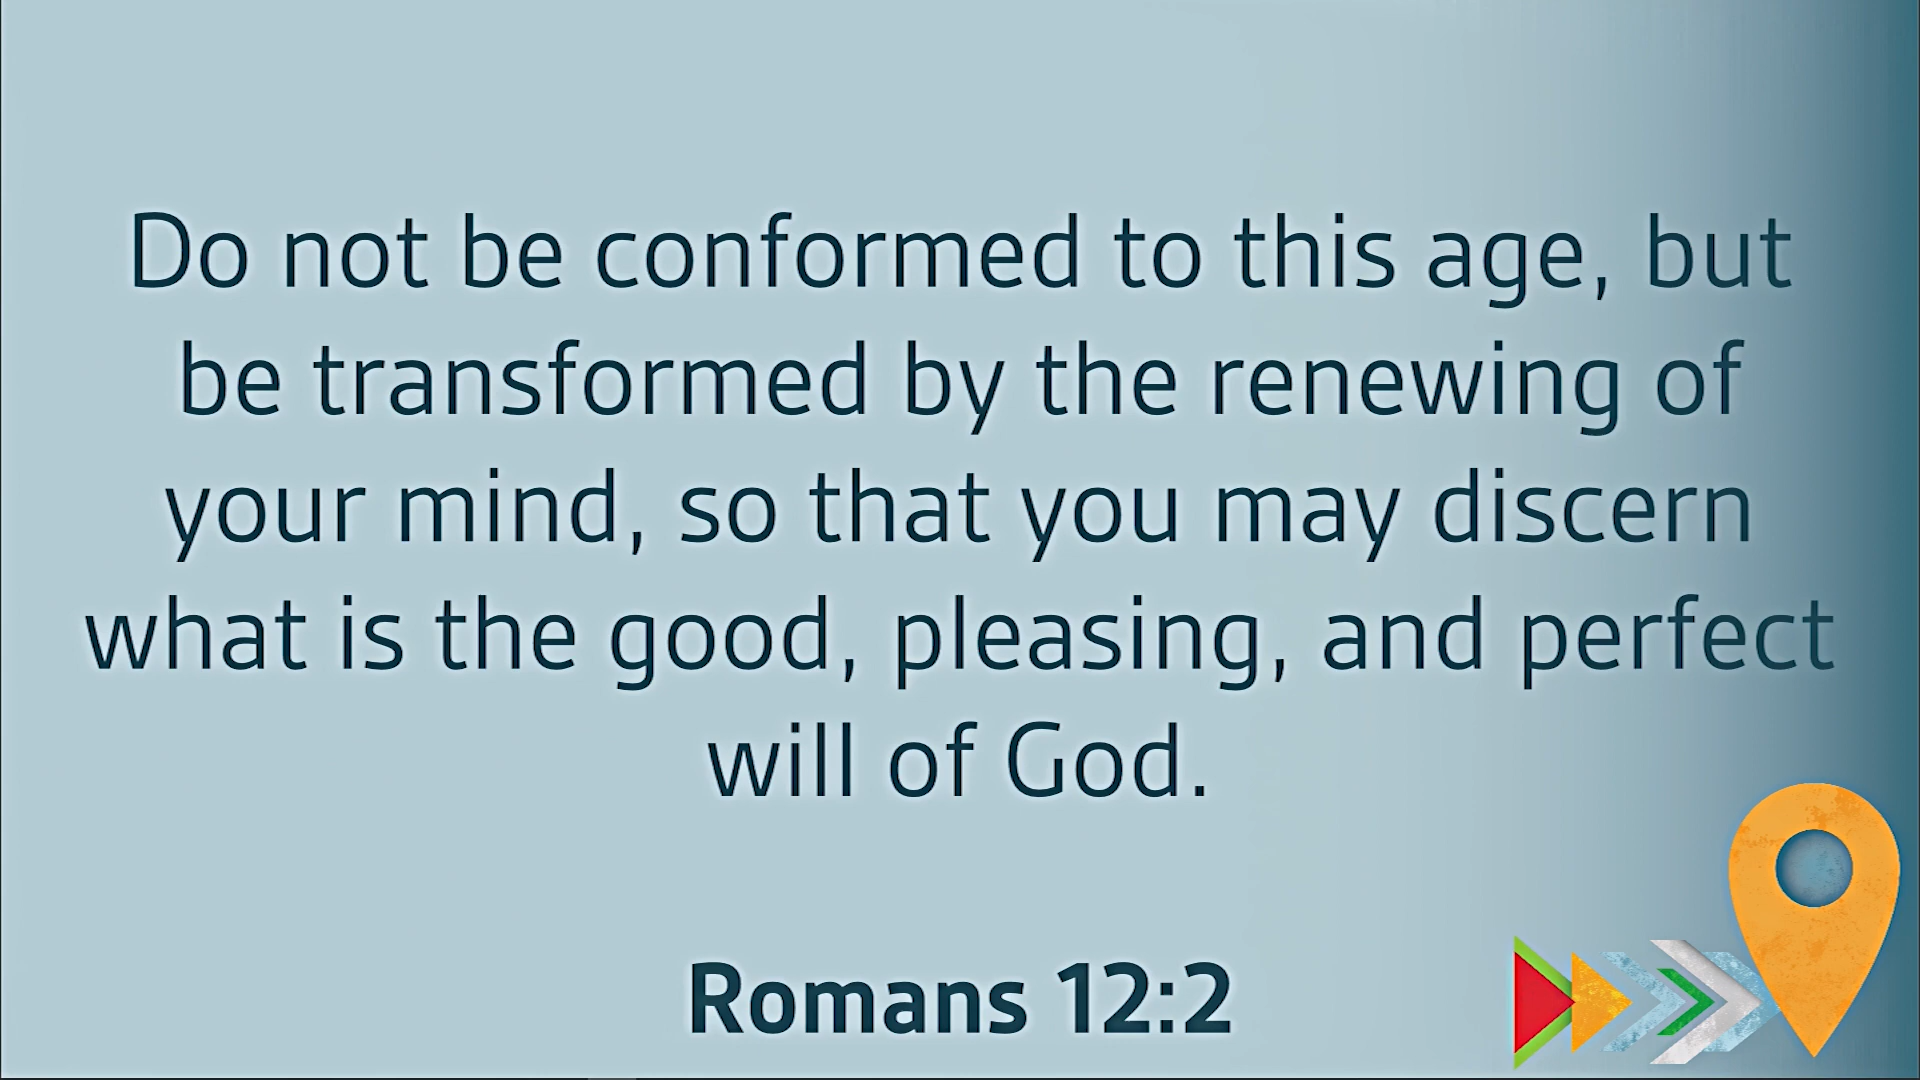 Do not be conformed to this age, but
be transformed by the renewing of
your mind, so that you may discern
what is the good, pleasing, and perfect
will of God.
Romans 12:2